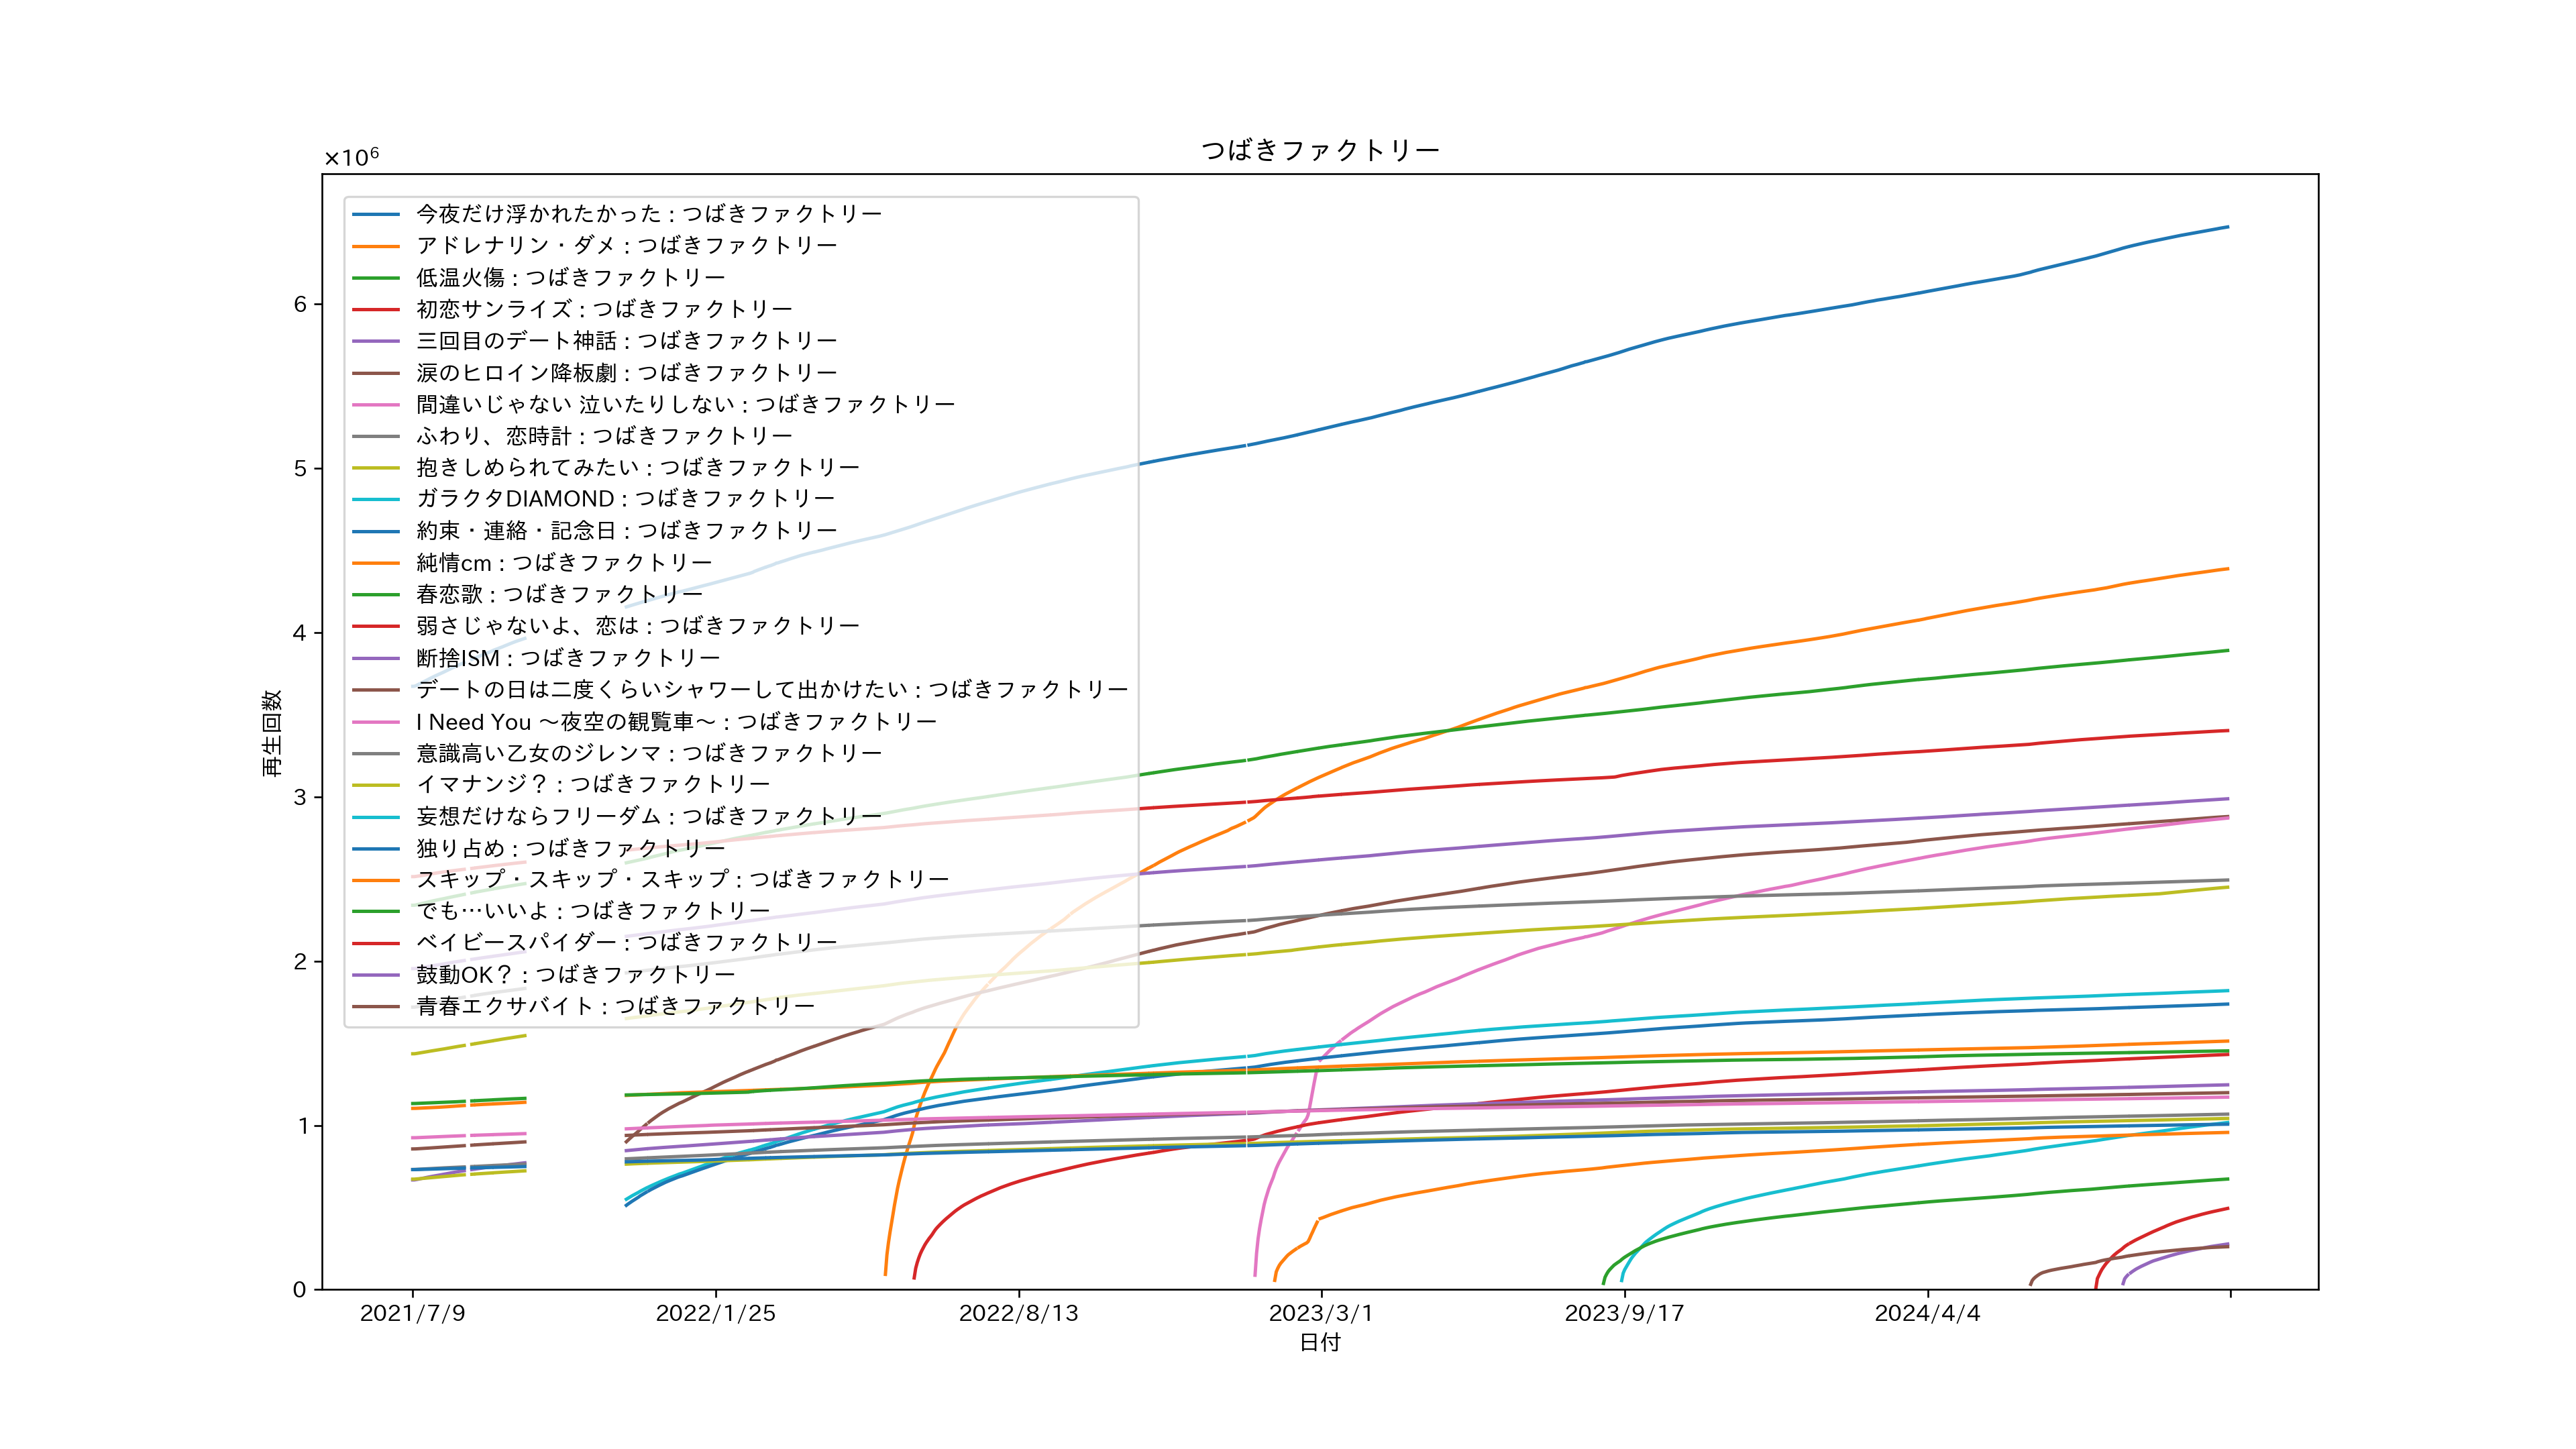 つばきファクトリー
×10⁶
今夜だけ浮かれたかった : つばきファクトリー
アドレナリン・ダメ : つばきファクトリー
低温火傷 : つばきファクトリー
初恋サンライズ : つばきファクトリー
三回目のデート神話 : つばきファクトリー
涙のヒロイン降板劇 : つばきファクトリー
間違いじゃない 泣いたりしない : つばきファクトリー
ふわり、恋時計 : つばきファクトリー
抱きしめられてみたい : つばきファクトリー
ガラクタDIAMOND : つばきファクトリー
約束・連絡・記念日 : つばきファクトリー
純情cm : つばきファクトリー
春恋歌 : つばきファクトリー
弱さじゃないよ、恋は : つばきファクトリー
断捨ISM : つばきファクトリー
デートの日は二度くらいシャワーして出かけたい : つばきファクトリー
I Need You 〜夜空の観覧車〜 : つばきファクトリー
意識高い乙女のジレンマ : つばきファクトリー
イマナンジ？ : つばきファクトリー
妄想だけならフリーダム : つばきファクトリー
独り占め : つばきファクトリー
スキップ・スキップ・スキップ : つばきファクトリー
でも…いいよ : つばきファクトリー
ベイビースパイダー : つばきファクトリー
鼓動OK？ : つばきファクトリー
青春エクサバイト : つばきファクトリー
再生回数
6
5
4
3
2
1
0
2021/7/9
2022/1/25
2022/8/13
2023/3/1
2023/9/17
2024/4/4
日付